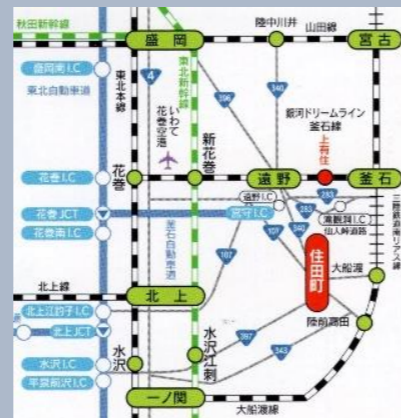 秋田新幹線
盛岡
陸中川井
山田線
宮古
盛岡南I.C
東北自動車道
東北本線
4
東北新幹線
396
340
銀河ドリームライン
釜石線
上有住
いわて
花巻空港
花巻I.C
花巻
新花巻
遠野
釜石
283
遠野I.C
283
滝観洞I.C
仙人峠道路
花巻JCT
宮守I.C
花巻南I.C
釜石自動車道
107
340
107
三陸鉄道南リアス線
住田町
大船渡
北上線
北上
北上江釣子I.C
北上JCT
陸前高田
水沢
水沢江刺
397
343
水沢I.C
平泉前沢I.C
一ノ関
大船渡線